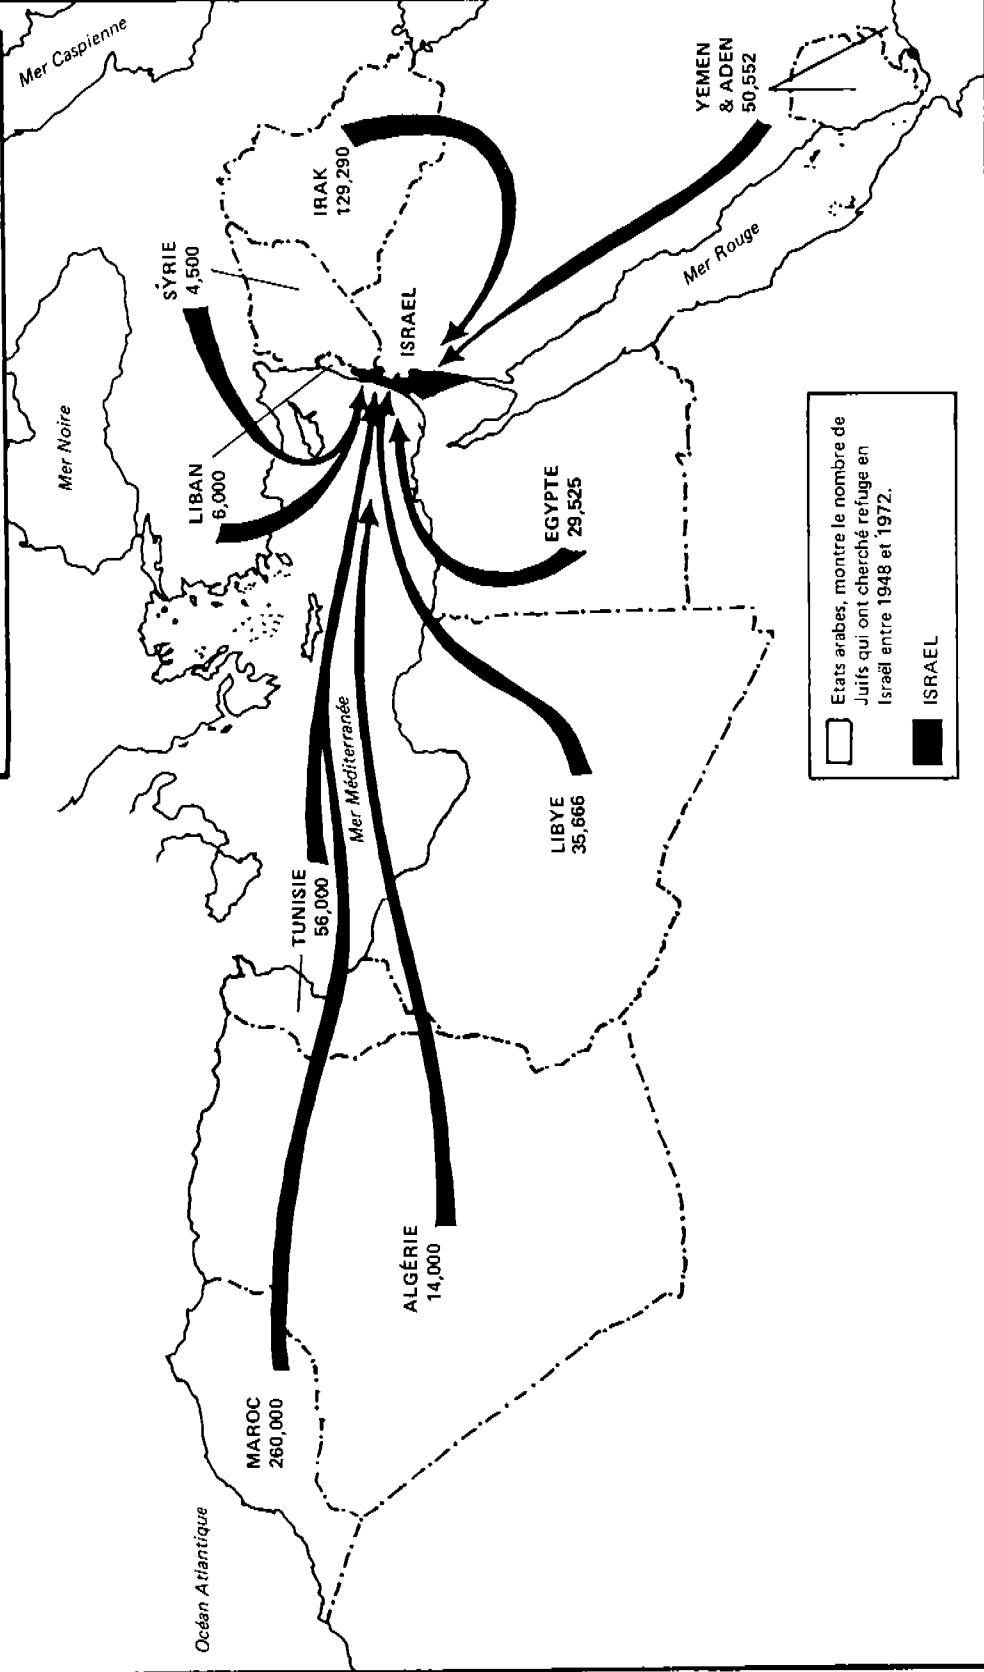 Océan Atlantique
MAROC
260,000
ALGÉRIE
14,000
TUNISIE
56,000
Mer Méditerranée
LIBYE
35,666
EGYPTE
29,525
LIBAN
6,000
Mer Noire
SYRIE
4,500
ISRAEL
IRAK
129,290
Mer Caspienne
Mer Rouge
YEMEN
& ADEN
50,552
Etats arabes, montre le nombre de
Juifs qui ont cherché refuge en
Israël entre 1948 et 1972.
ISRAEL